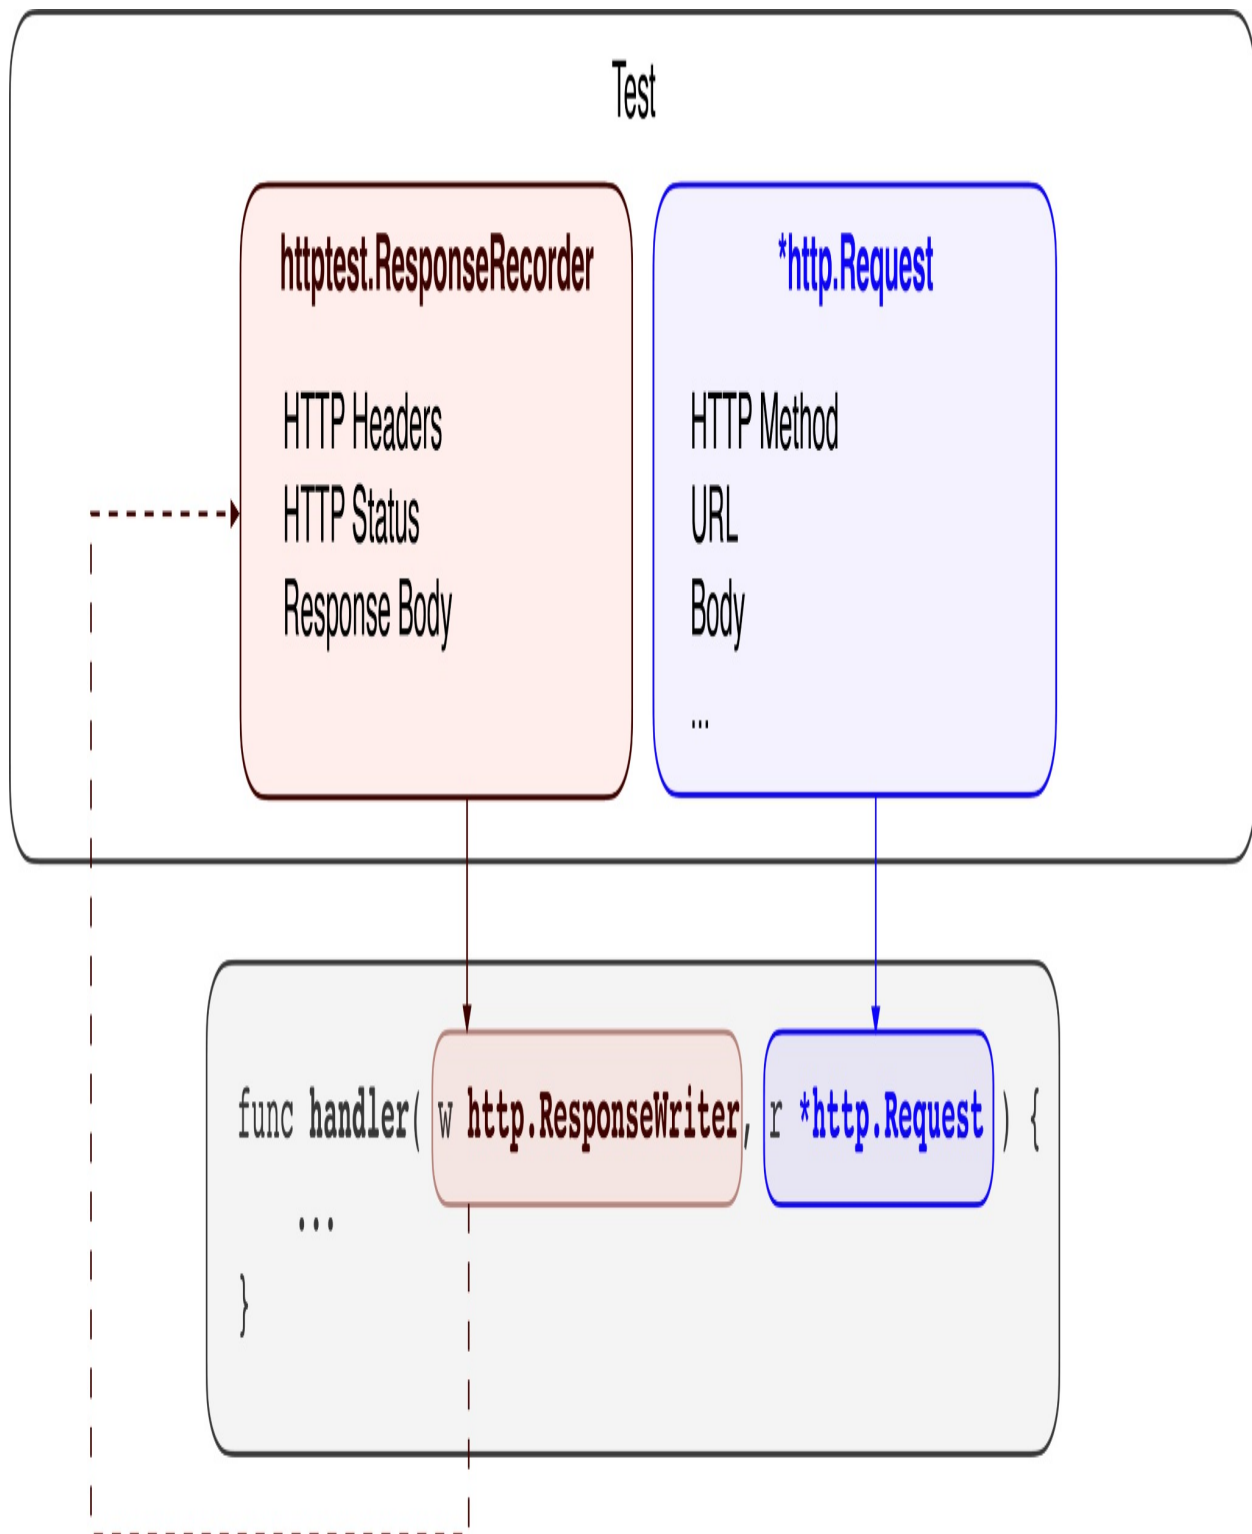 Test
httptest.ResponseRecorder
HTTP Headers
HTTP Status
Response Body
*http.Request
HTTP Method
URL
Body
...
func handler( w http.ResponseWriter, r *http.Request ) {
...
}